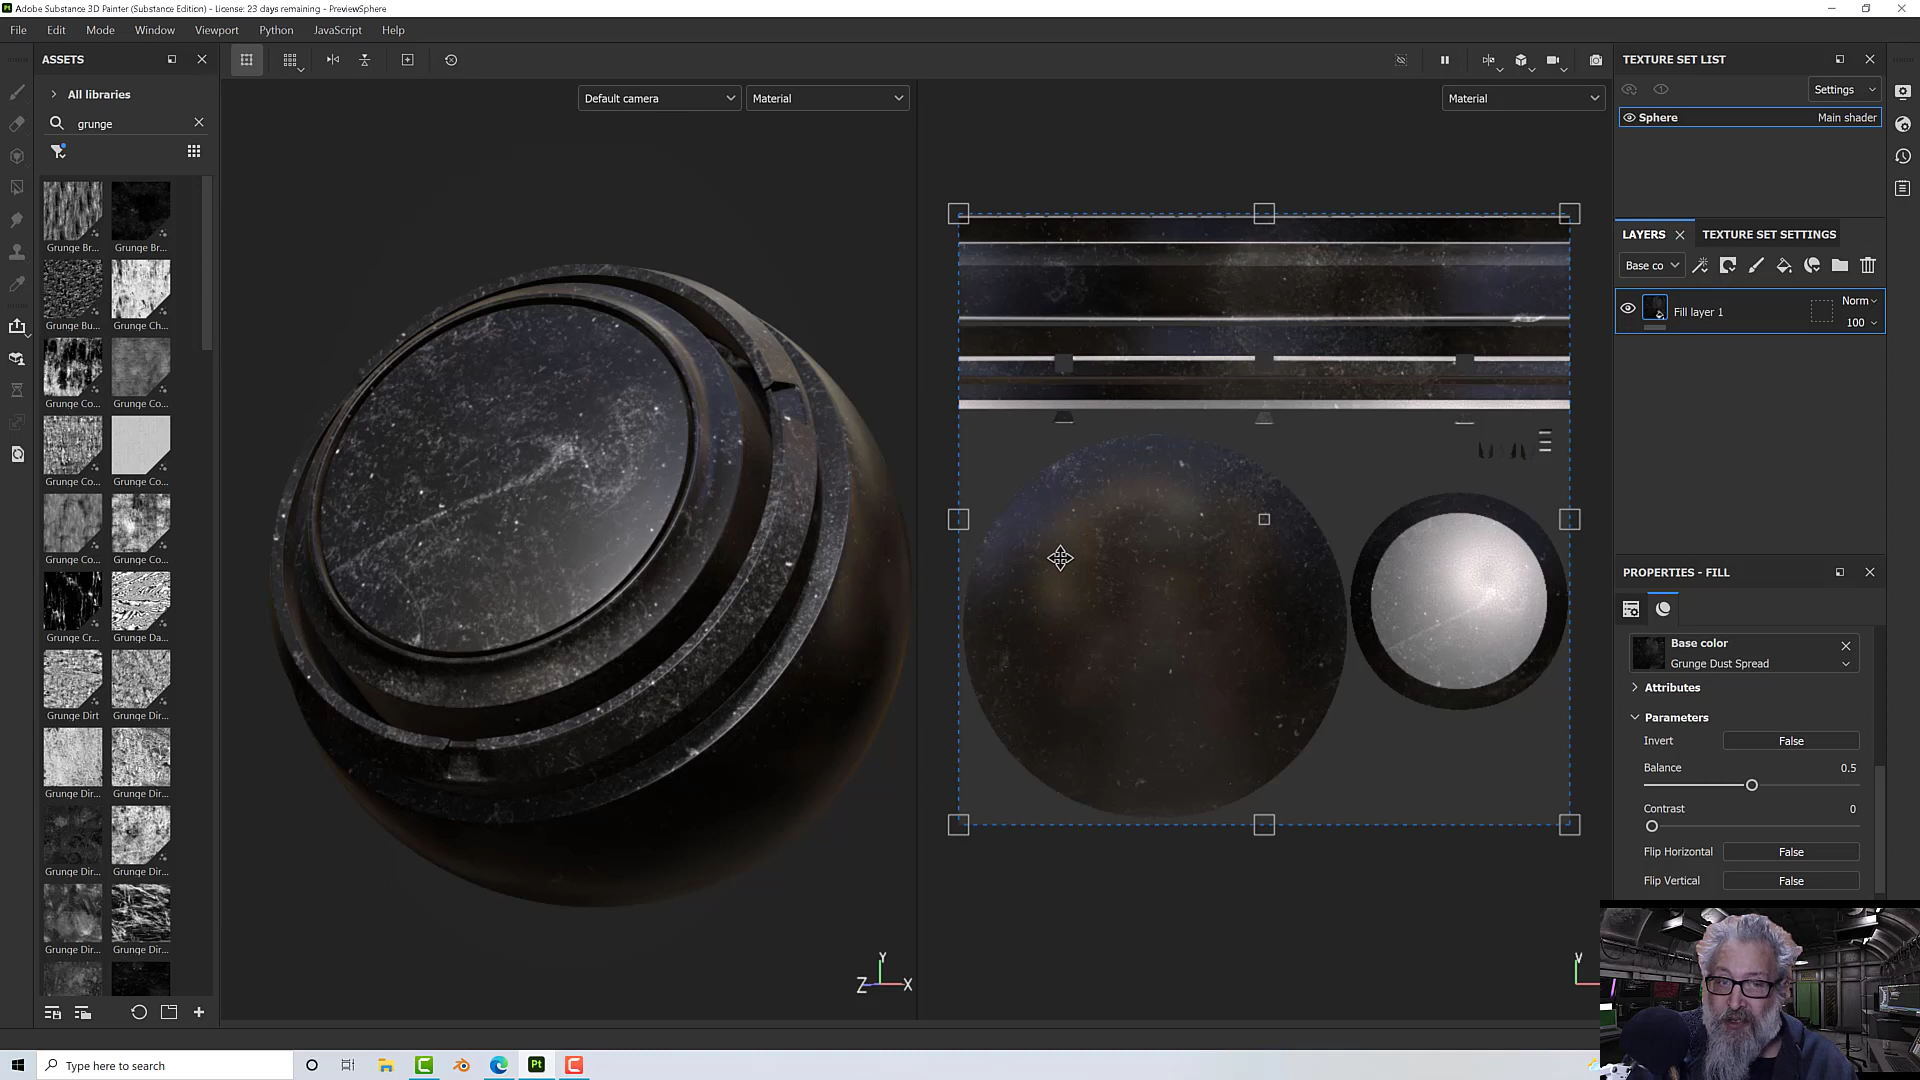 Adobe Substance 3D Painter (Substance Edition) - License: 23 days remaining - PreviewSphere
File Edit Mode Window Viewport Python JavaScript Help
ASSETS
All libraries
grunge
Grunge Br... Grunge Br...
Grunge Bu... Grunge Ch...
Grunge Co... Grunge Co...
Grunge Co... Grunge Co...
Grunge Co... Grunge Co...
Grunge Cr... Grunge Da...
Grunge Dirt Grunge Dir...
Grunge Dir... Grunge Dir...
Grunge Dir... Grunge Dir...
Grunge Dir... Grunge Dir...
Default camera Material
Material
Y
Z X
V
TEXTURE SET LIST
Settings
Sphere Main shader
LAYERS TEXTURE SET SETTINGS
Base co
Fill layer 1 Norm
100
PROPERTIES - FILL
Base color
Grunge Dust Spread
Attributes
Parameters
Invert False
Balance 0.5
Contrast 0
Flip Horizontal False
Flip Vertical False
Type here to search
Pt